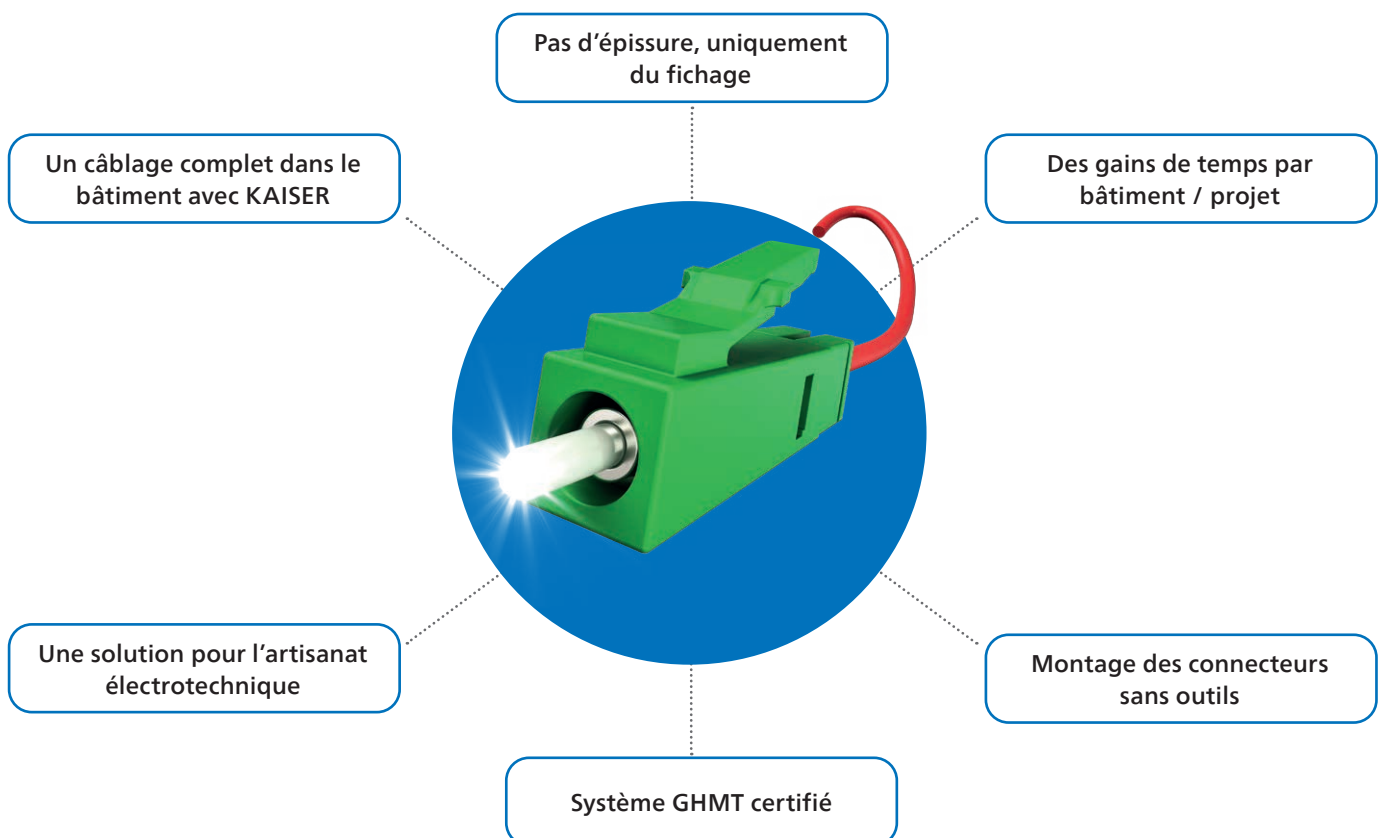 Pas d’épissure, uniquement
du fichage
Un câblage complet dans le
bâtiment avec KAISER
Des gains de temps par
bâtiment / projet
Une solution pour l’artisanat
électrotechnique
Montage des connecteurs
sans outils
Système GHMT certifié